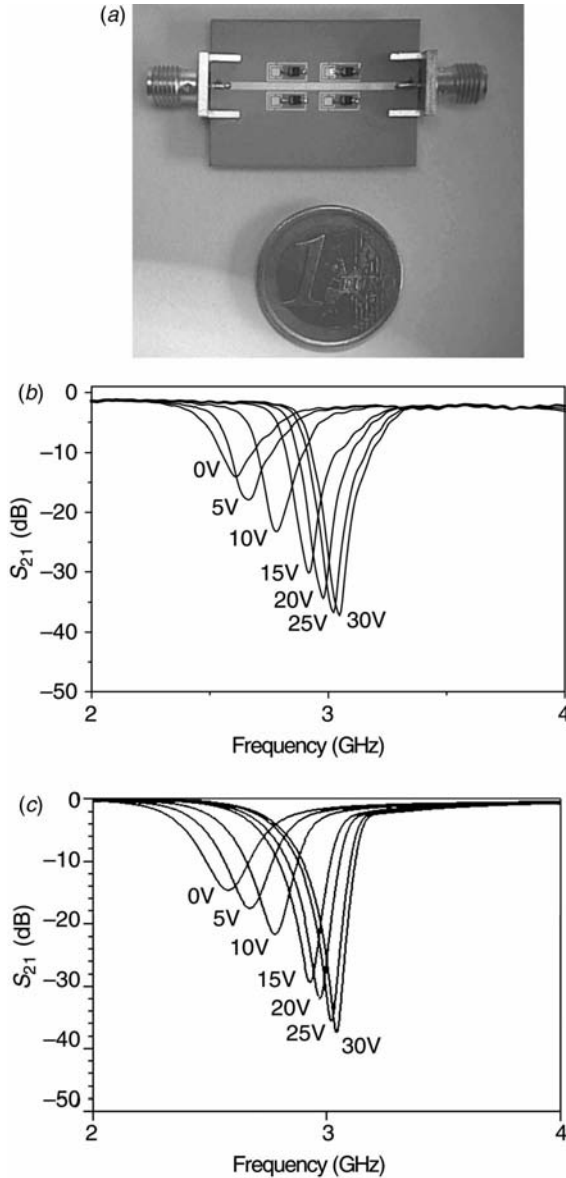 (a)
1
(b)
0
–10
–20
–30
–40
–50
S21 (dB)
0V
5V
10V
15V
20V
25V
30V
2
3
4
Frequency (GHz)
(c)
0
–10
–20
–30
–40
–50
S21 (dB)
0V
5V
10V
15V
20V
25V
30V
2
3
4
Frequency (GHz)